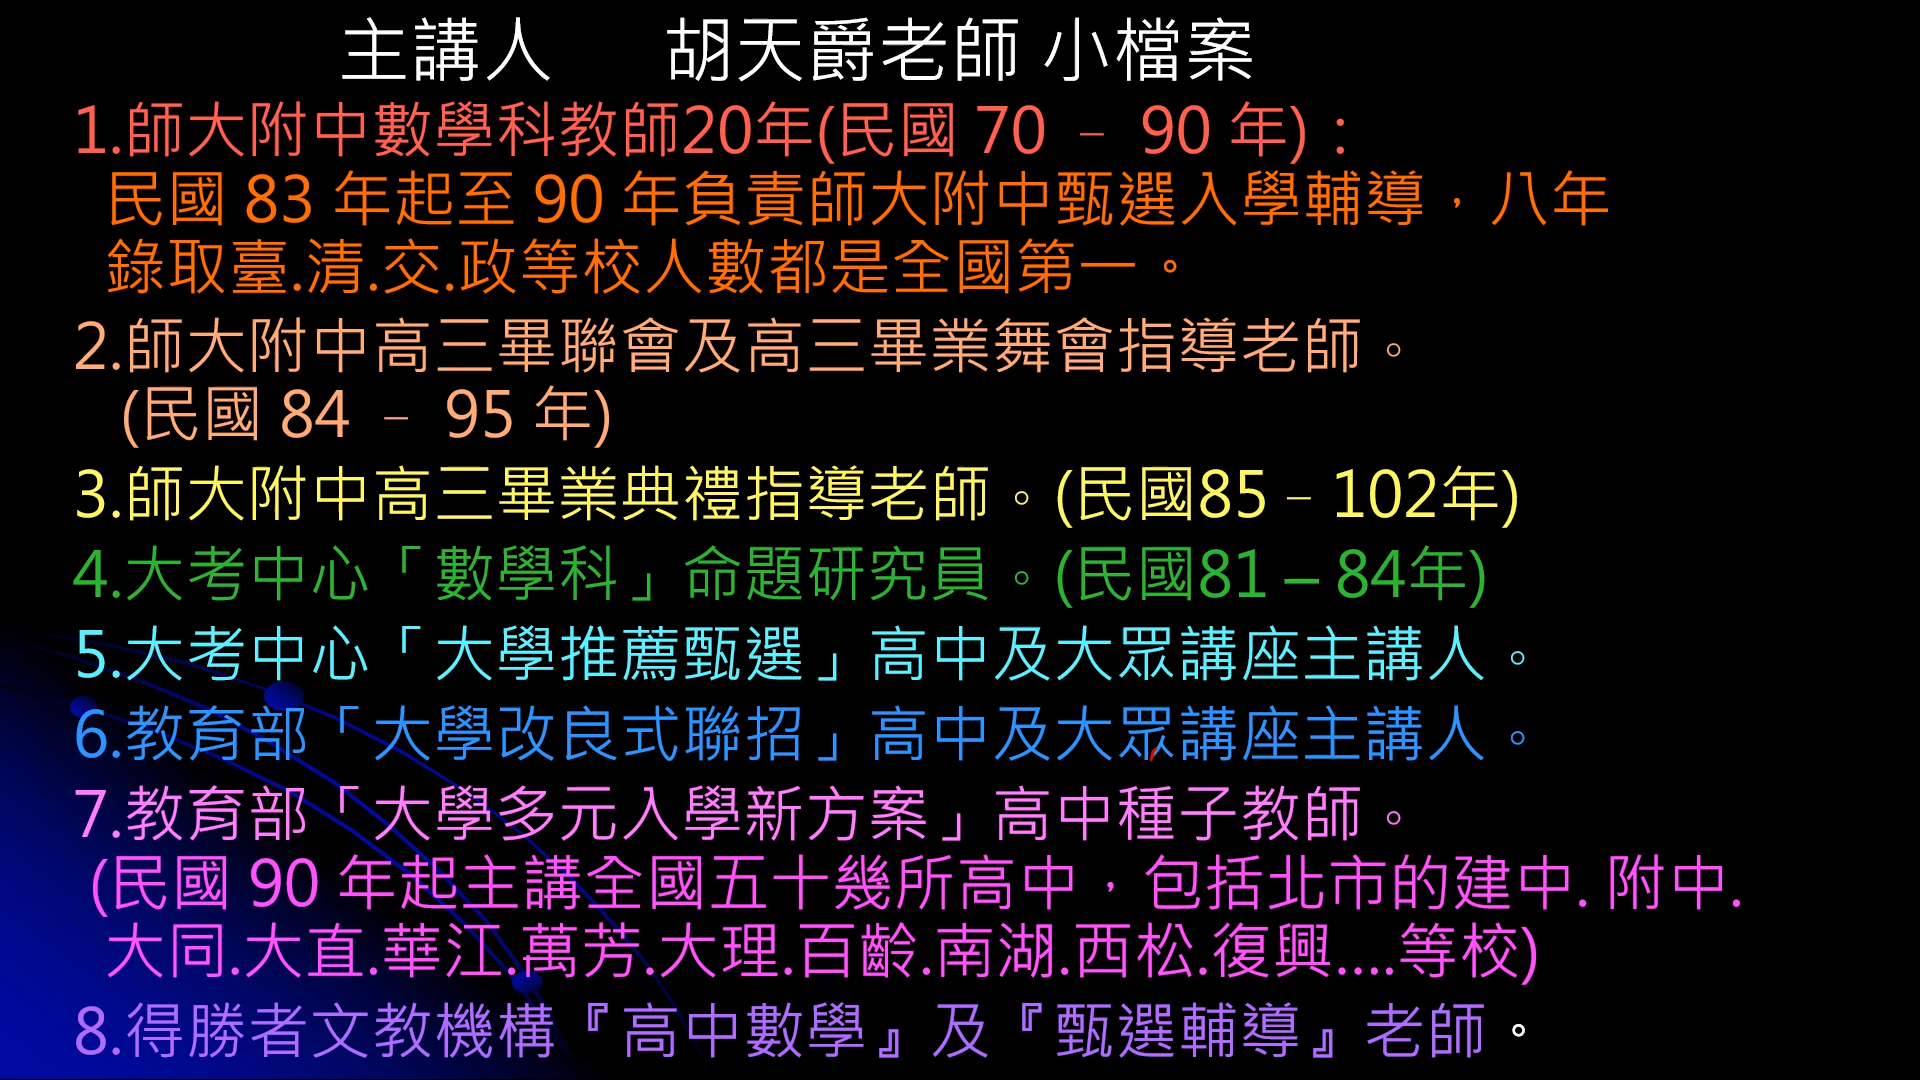 主講人 胡天爵老師 小檔案
1.師大附中數學科教師20年(民國 70 – 90 年)：
民國 83 年起至 90 年負責師大附中甄選入學輔導，八年
錄取臺.清.交.政等校人數都是全國第一。
2.師大附中高三畢聯會及高三畢業舞會指導老師。
(民國 84 – 95 年)
3.師大附中高三畢業典禮指導老師。(民國85 – 102年)
4.大考中心「數學科」命題研究員。(民國81 – 84年)
5.大考中心「大學推薦甄選」高中及大眾講座主講人。
6.教育部「大學改良式聯招」高中及大眾講座主講人。
7.教育部「大學多元入學新方案」高中種子教師。
(民國 90 年起主講全國五十幾所高中，包括北市的建中. 附中.
大同.大直.華江.萬芳.大理.百齡.南湖.西松.復興....等校)
8.得勝者文教機構『高中數學』及『甄選輔導』老師。